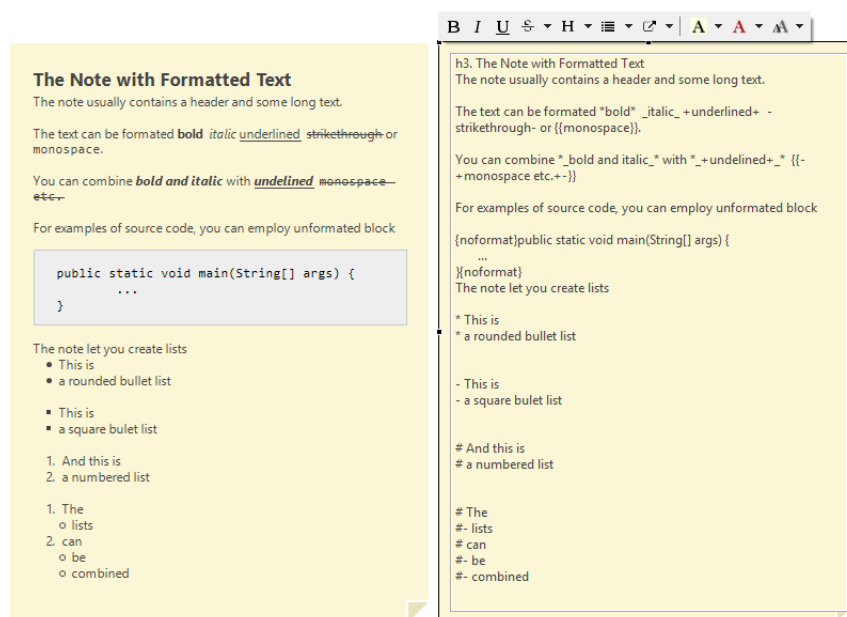 The Note with Formatted Text
The note usually contains a header and some long text.
The text can be formated bold italic underlined strikethrough or
monospace.
You can combine bold and italic with undelined monospace
etc.
For examples of source code, you can employ unformated block
public static void main(String[] args) {
...
}
The note let you create lists
• This is
• a rounded bullet list
▪ This is
▪ a square bulet list
1. And this is
2. a numbered list
1. The
○ lists
2. can
○ be
○ combined
B I U S H A A AA
h3. The Note with Formatted Text
The note usually contains a header and some long text.
The text can be formated *bold* _italic_ +underlined+ -
strikethrough- or {{monospace}}.
You can combine *_bold and italic_* with *_+undelined+_* {{-
+monospace etc.+-}}
For examples of source code, you can employ unformated block
{noformat}public static void main(String[] args) {
...
}{noformat}
The note let you create lists
* This is
* a rounded bullet list
- This is
- a square bulet list
# And this is
# a numbered list
# The
#- lists
# can
#- be
#- combined